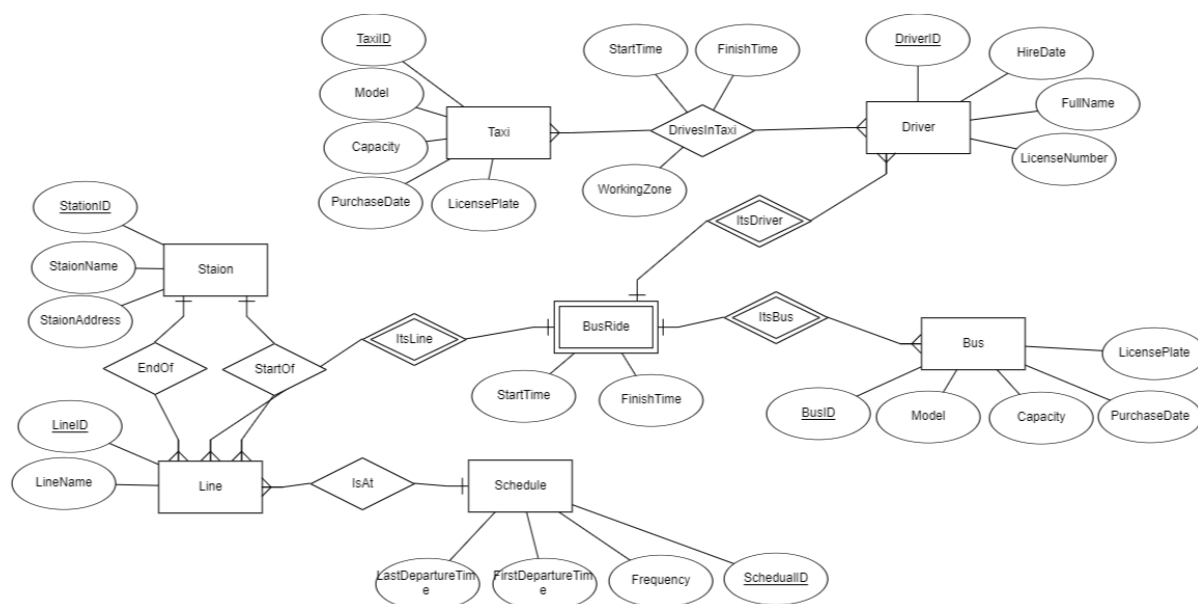 TaxiID
Model
Capacity
PurchaseDate
LicensePlate
Taxi
StartTime
FinishTime
DrivesInTaxi
WorkingZone
DriverID
HireDate
FullName
LicenseNumber
Driver
ItsDriver
StationID
StaionName
StaionAddress
Staion
EndOf
StartOf
ItsLine
BusRide
StartTime
FinishTime
ItsBus
Bus
LicensePlate
BusID
Model
Capacity
PurchaseDate
LineID
LineName
Line
IsAt
Schedule
LastDepartureTim
e
FirstDepartureTim
e
Frequency
SchedualID